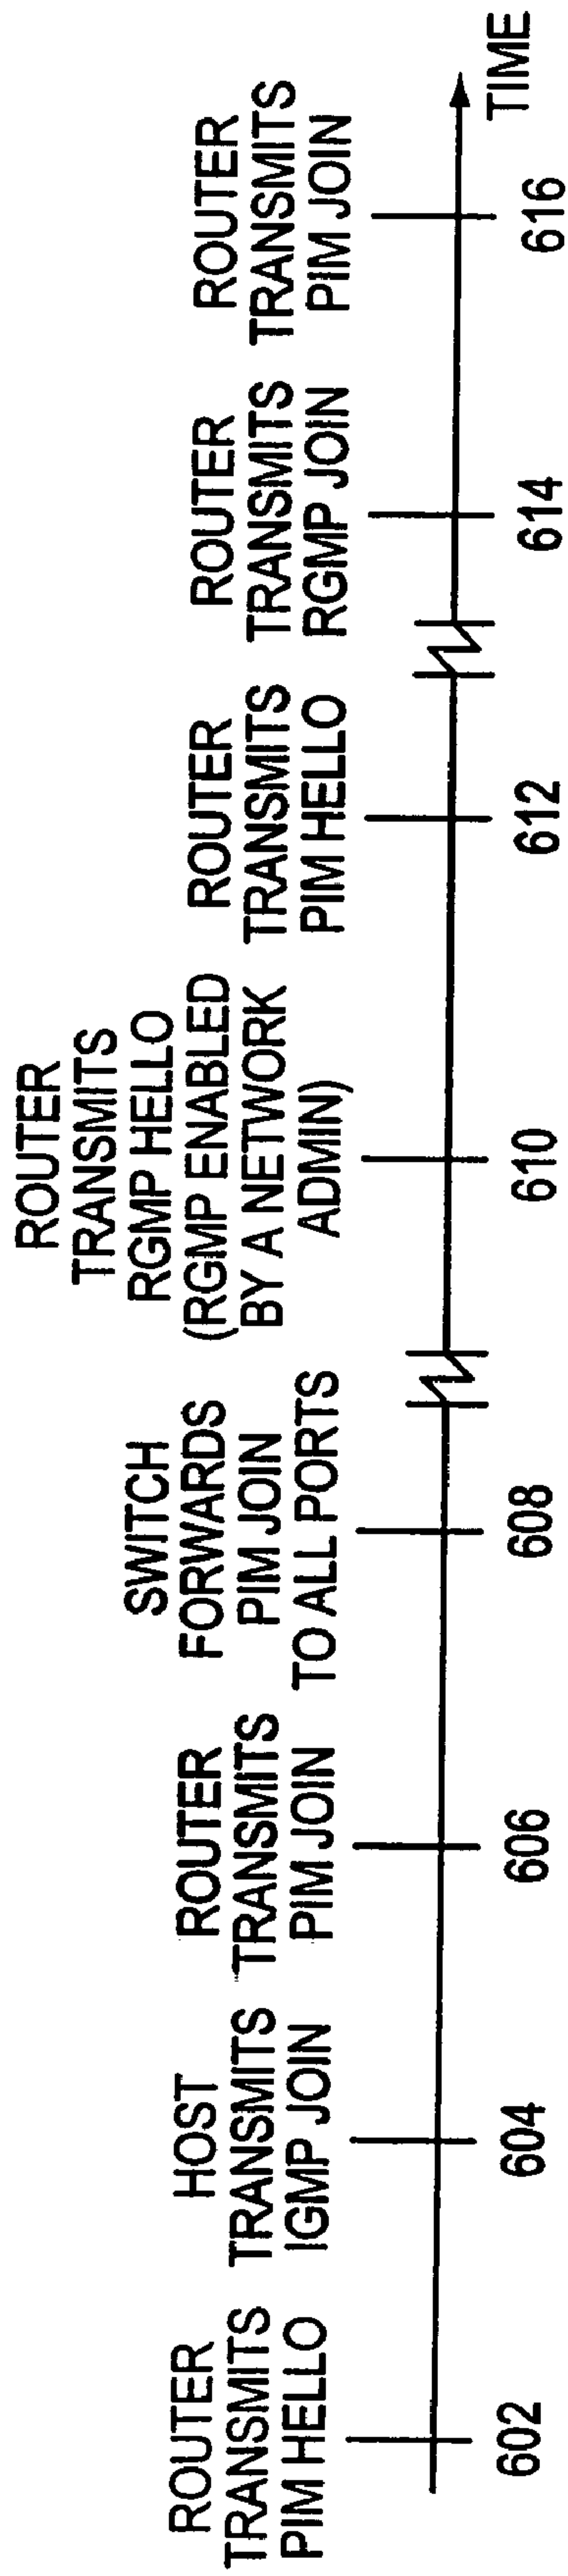 ROUTER
TRANSMITS
PIM HELLO
602
HOST
TRANSMITS
IGMP JOIN
604
ROUTER
TRANSMITS
PIM JOIN
606
SWITCH
FORWARDS
PIM JOIN
TO ALL PORTS
608
ROUTER
TRANSMITS
RGMP HELLO
(RGMP ENABLED
BY A NETWORK
ADMIN)
610
ROUTER
TRANSMITS
PIM HELLO
612
ROUTER
TRANSMITS
RGMP JOIN
614
ROUTER
TRANSMITS
PIM JOIN
616
TIME